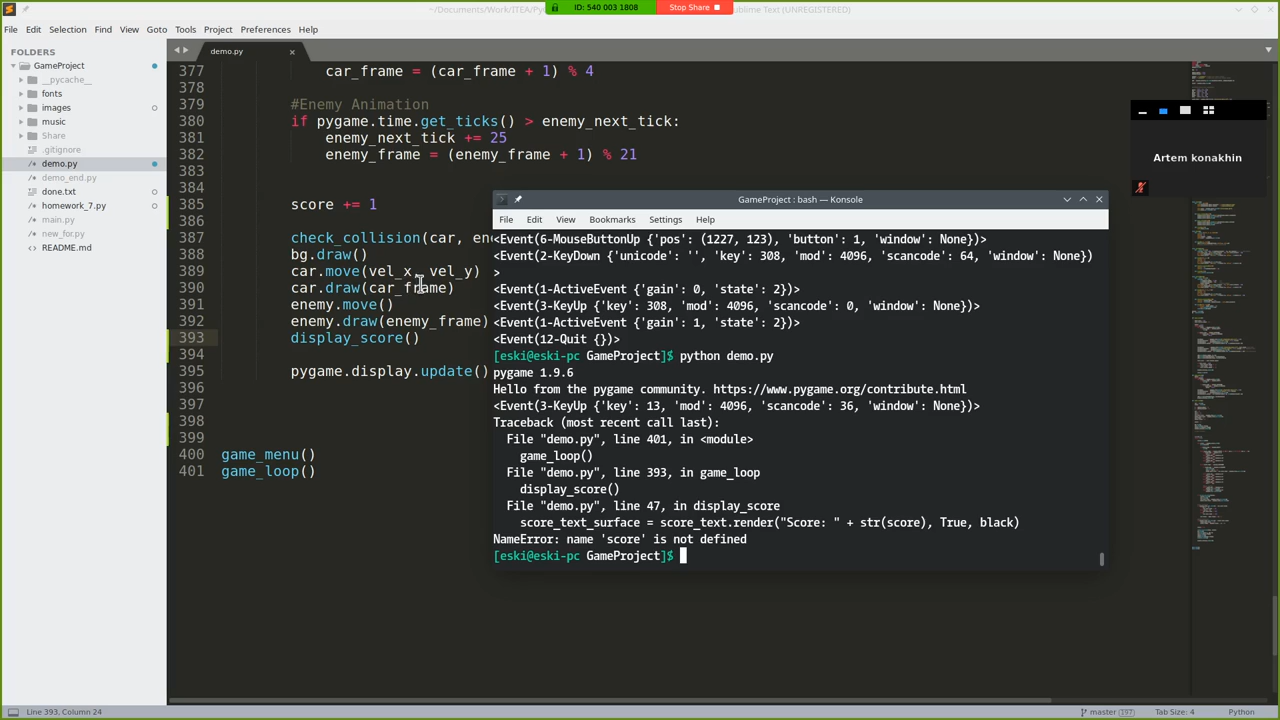 ID: 540 003 1808
Stop Share
~/Documents/Work/ITEA/Py
blime Text (UNREGISTERED)
File Edit Selection Find View Goto Tools Project Preferences Help
FOLDERS
GameProject
__pycache__
fonts
images
music
Share
.gitignore
demo.py
demo_end.py
done.txt
homework_7.py
main.py
new_for.py
README.md
demo.py
377 car_frame = (car_frame + 1) % 4
378
379 #Enemy Animation
380 if pygame.time.get_ticks() > enemy_next_tick:
381 enemy_next_tick += 25
382 enemy_frame = (enemy_frame + 1) % 21
383
384
385 score += 1
386
387 check_collision(car, en
388 bg.draw()
389 car.move(vel_x, vel_y)
390 car.draw(car_frame)
391 enemy.move()
392 enemy.draw(enemy_frame)
393 display_score()
394
395 pygame.display.update()
396
397
398
399
400 game_menu()
401 game_loop()
Artem konakhin
GameProject : bash — Konsole
File Edit View Bookmarks Settings Help
<Event(6-MouseButtonUp {'pos': (1227, 123), 'button': 1, 'window': None})>
<Event(2-KeyDown {'unicode': '', 'key': 308, 'mod': 4096, 'scancode': 64, 'window': None})
>
<Event(1-ActiveEvent {'gain': 0, 'state': 2})>
<Event(3-KeyUp {'key': 308, 'mod': 4096, 'scancode': 0, 'window': None})>
<Event(1-ActiveEvent {'gain': 1, 'state': 2})>
<Event(12-Quit {})>
[eski@eski-pc GameProject]$ python demo.py
pygame 1.9.6
Hello from the pygame community. https://www.pygame.org/contribute.html
<Event(3-KeyUp {'key': 13, 'mod': 4096, 'scancode': 36, 'window': None})>
Traceback (most recent call last):
File "demo.py", line 401, in <module>
game_loop()
File "demo.py", line 393, in game_loop
display_score()
File "demo.py", line 47, in display_score
score_text_surface = score_text.render("Score: " + str(score), True, black)
NameError: name 'score' is not defined
[eski@eski-pc GameProject]$
Line 393, Column 24
master (197)
Tab Size: 4
Python